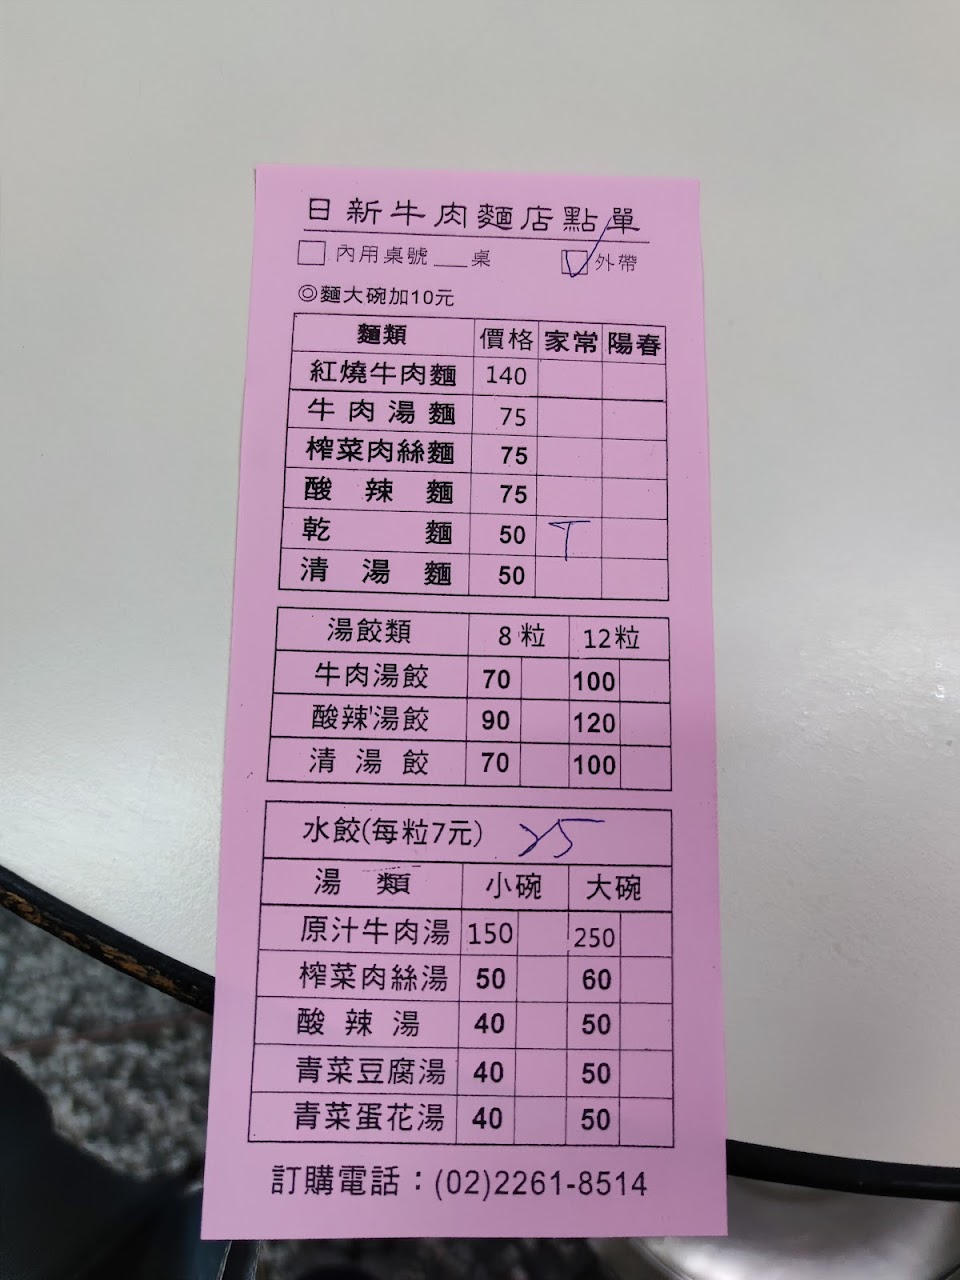 日新牛肉麵店點單
□ 內用桌號___桌 ☑ 外帶
◎麵大碗加10元
麵類 價格 家常 陽春
紅燒牛肉麵 140
牛肉湯麵 75
榨菜肉絲麵 75
酸辣麵 75
乾麵 50 T
清湯麵 50
湯餃類 8粒 12粒
牛肉湯餃 70 100
酸辣湯餃 90 120
清湯餃 70 100
水餃(每粒7元) 25
湯類 小碗 大碗
原汁牛肉湯 150 250
榨菜肉絲湯 50 60
酸辣湯 40 50
青菜豆腐湯 40 50
青菜蛋花湯 40 50
訂購電話：(02)2261-8514